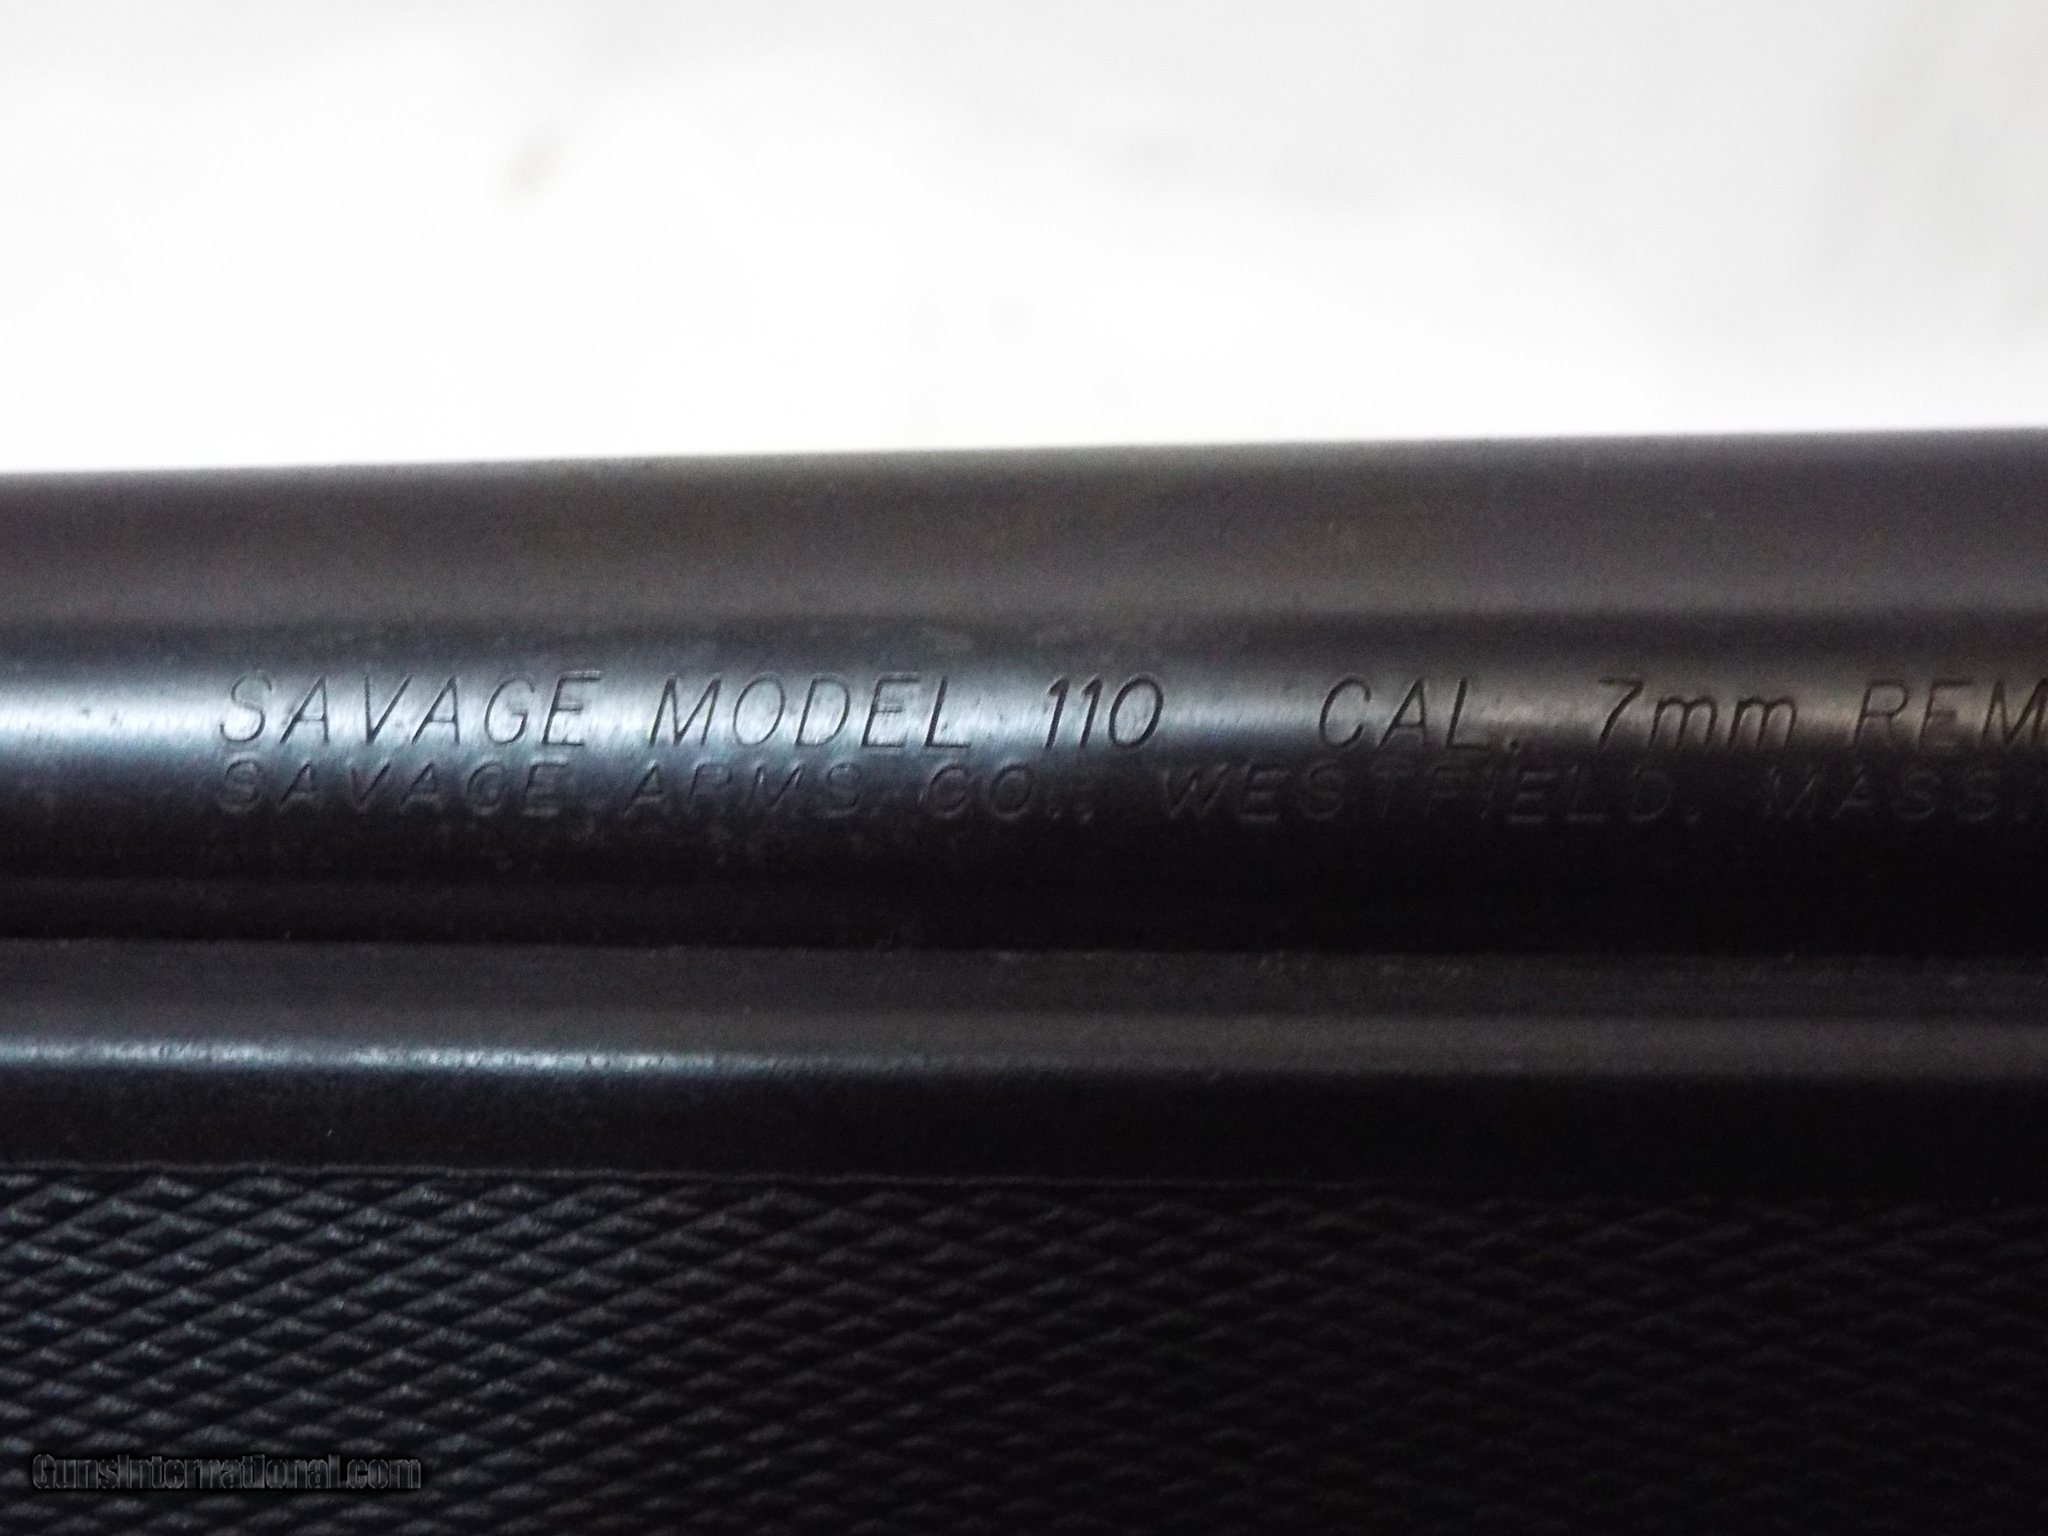 SAVAGE MODEL 110 CAL. 7mm REM
SAVAGE ARMS CO., WESTFIELD, MASS.
GunsInternational.com